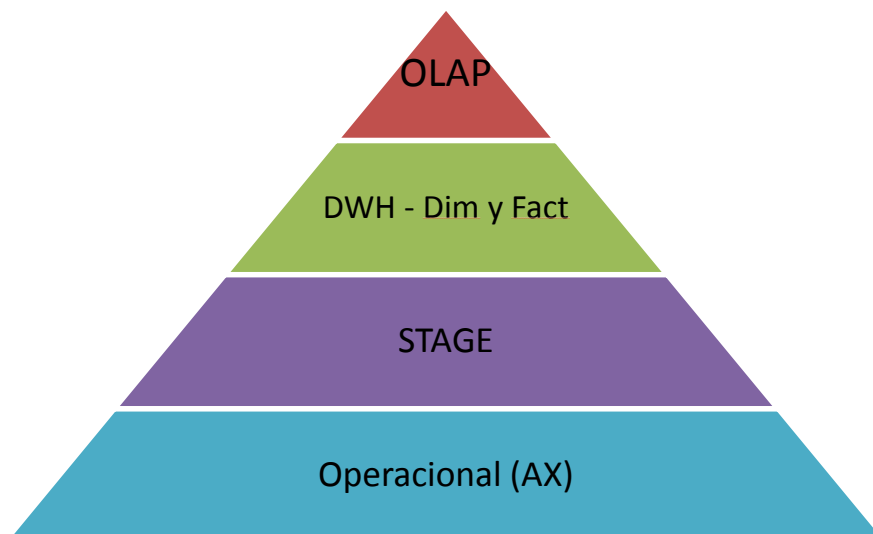 OLAP
DWH - Dim y Fact
STAGE
Operacional (AX)